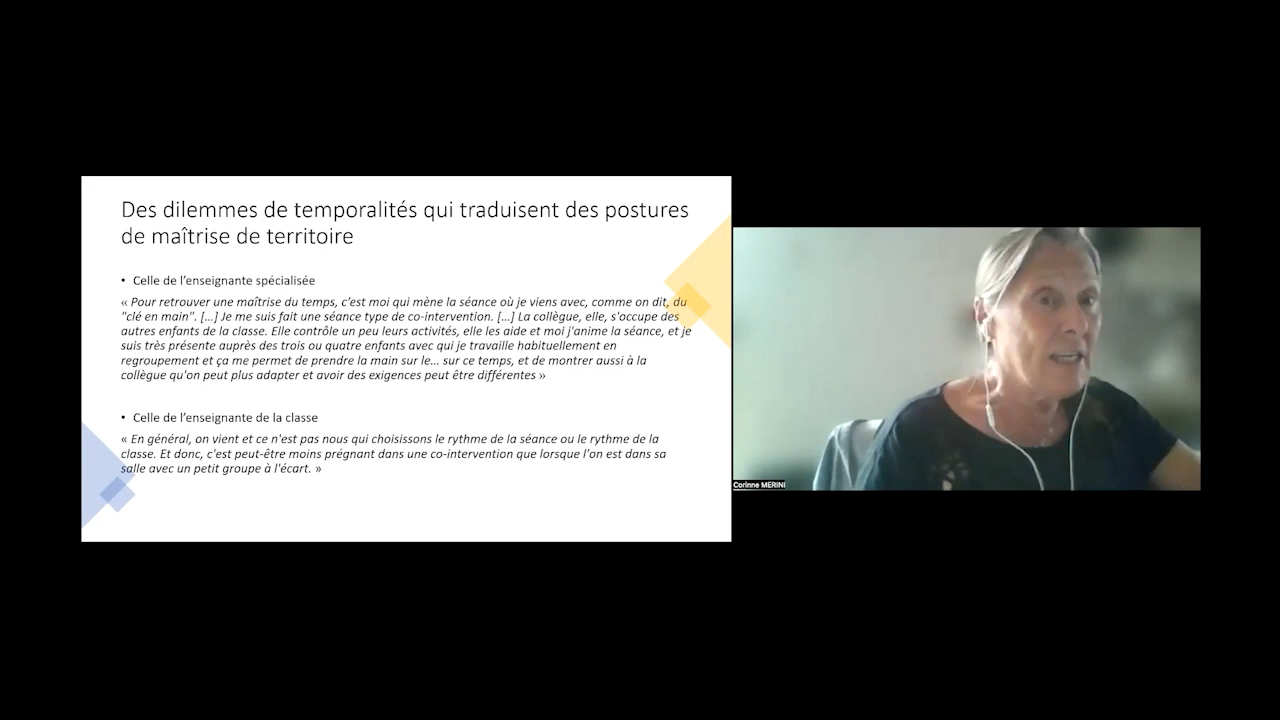 Des dilemmes de temporalités qui traduisent des postures
de maîtrise de territoire
• Celle de l’enseignante spécialisée
« Pour retrouver une maîtrise du temps, c’est moi qui mène la séance où je viens avec, comme on dit, du
"clé en main". […] Je me suis fait une séance type de co-intervention. […] La collègue, elle, s'occupe des
autres enfants de la classe. Elle contrôle un peu leurs activités, elle les aide et moi j'anime la séance, et je
suis très présente auprès des trois ou quatre enfants avec qui je travaille habituellement en
regroupement et ça me permet de prendre la main sur le… sur ce temps, et de montrer aussi à la
collègue qu'on peut plus adapter et avoir des exigences peut être différentes »
• Celle de l’enseignante de la classe
« En général, on vient et ce n'est pas nous qui choisissons le rythme de la séance ou le rythme de la
classe. Et donc, c'est peut-être moins prégnant dans une co-intervention que lorsque l'on est dans sa
salle avec un petit groupe à l'écart. »
Corinne MERINI